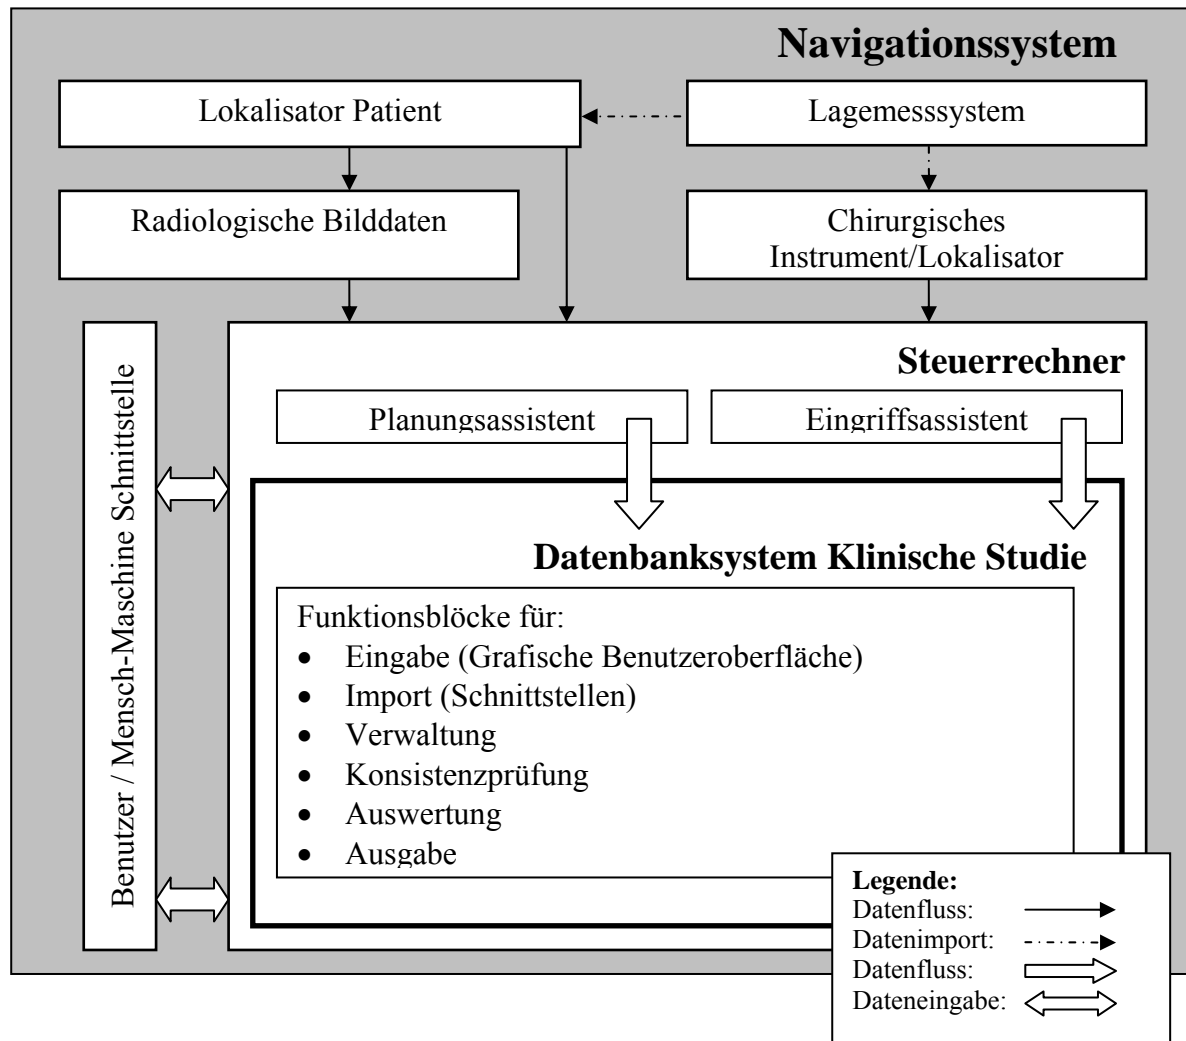 Navigationssystem
Lokalisator Patient
Lagemesssystem
Radiologische Bilddaten
Chirurgisches
Instrument/Lokalisator
Benutzer / Mensch-Maschine Schnittstelle
Steuerrechner
Planungsassistent
Eingriffsassistent
Datenbanksystem Klinische Studie
Funktionsblöcke für:
• Eingabe (Grafische Benutzeroberfläche)
• Import (Schnittstellen)
• Verwaltung
• Konsistenzprüfung
• Auswertung
• Ausgabe
Legende:
Datenfluss:
Datenimport:
Datenfluss:
Dateneingabe: